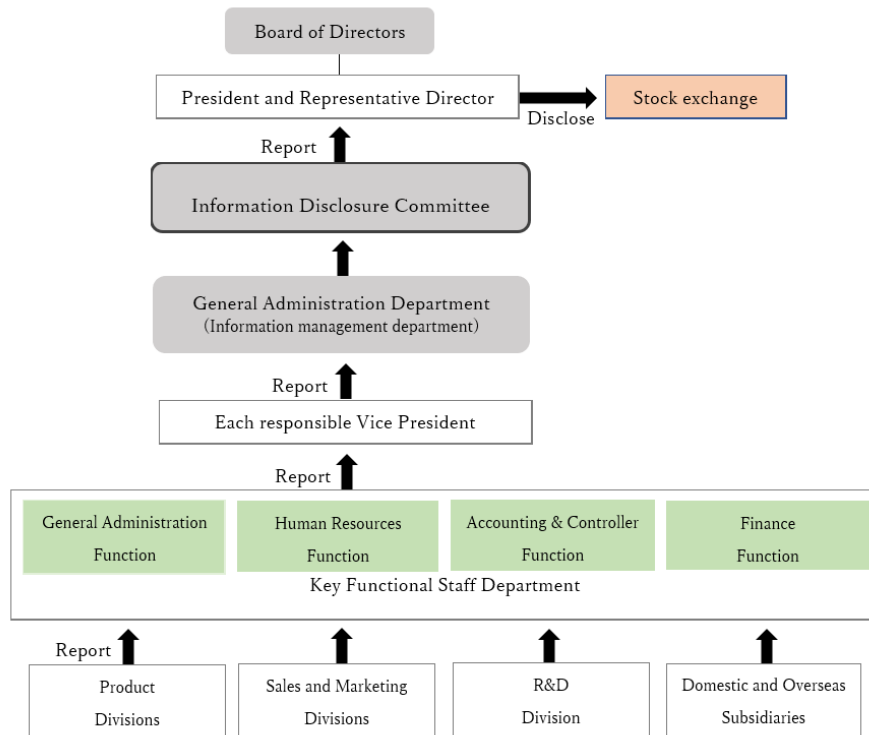 Board of Directors
President and Representative Director
Stock exchange
Disclose
Report
Information Disclosure Committee
General Administration Department
(Information management department)
Report
Each responsible Vice President
Report
General Administration
Function
Human Resources
Function
Accounting & Controller
Function
Finance
Function
Key Functional Staff Department
Report
Product
Divisions
Sales and Marketing
Divisions
R&D
Division
Domestic and Overseas
Subsidiaries